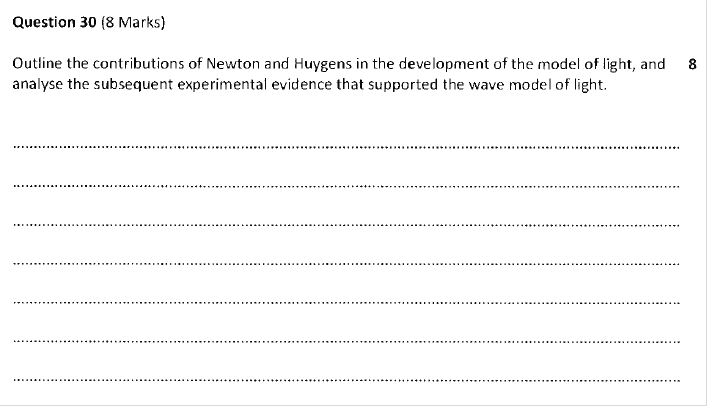 Question 30 (8 Marks)
Outline the contributions of Newton and Huygens in the development of the model of light, and 8
analyse the subsequent experimental evidence that supported the wave model of light.